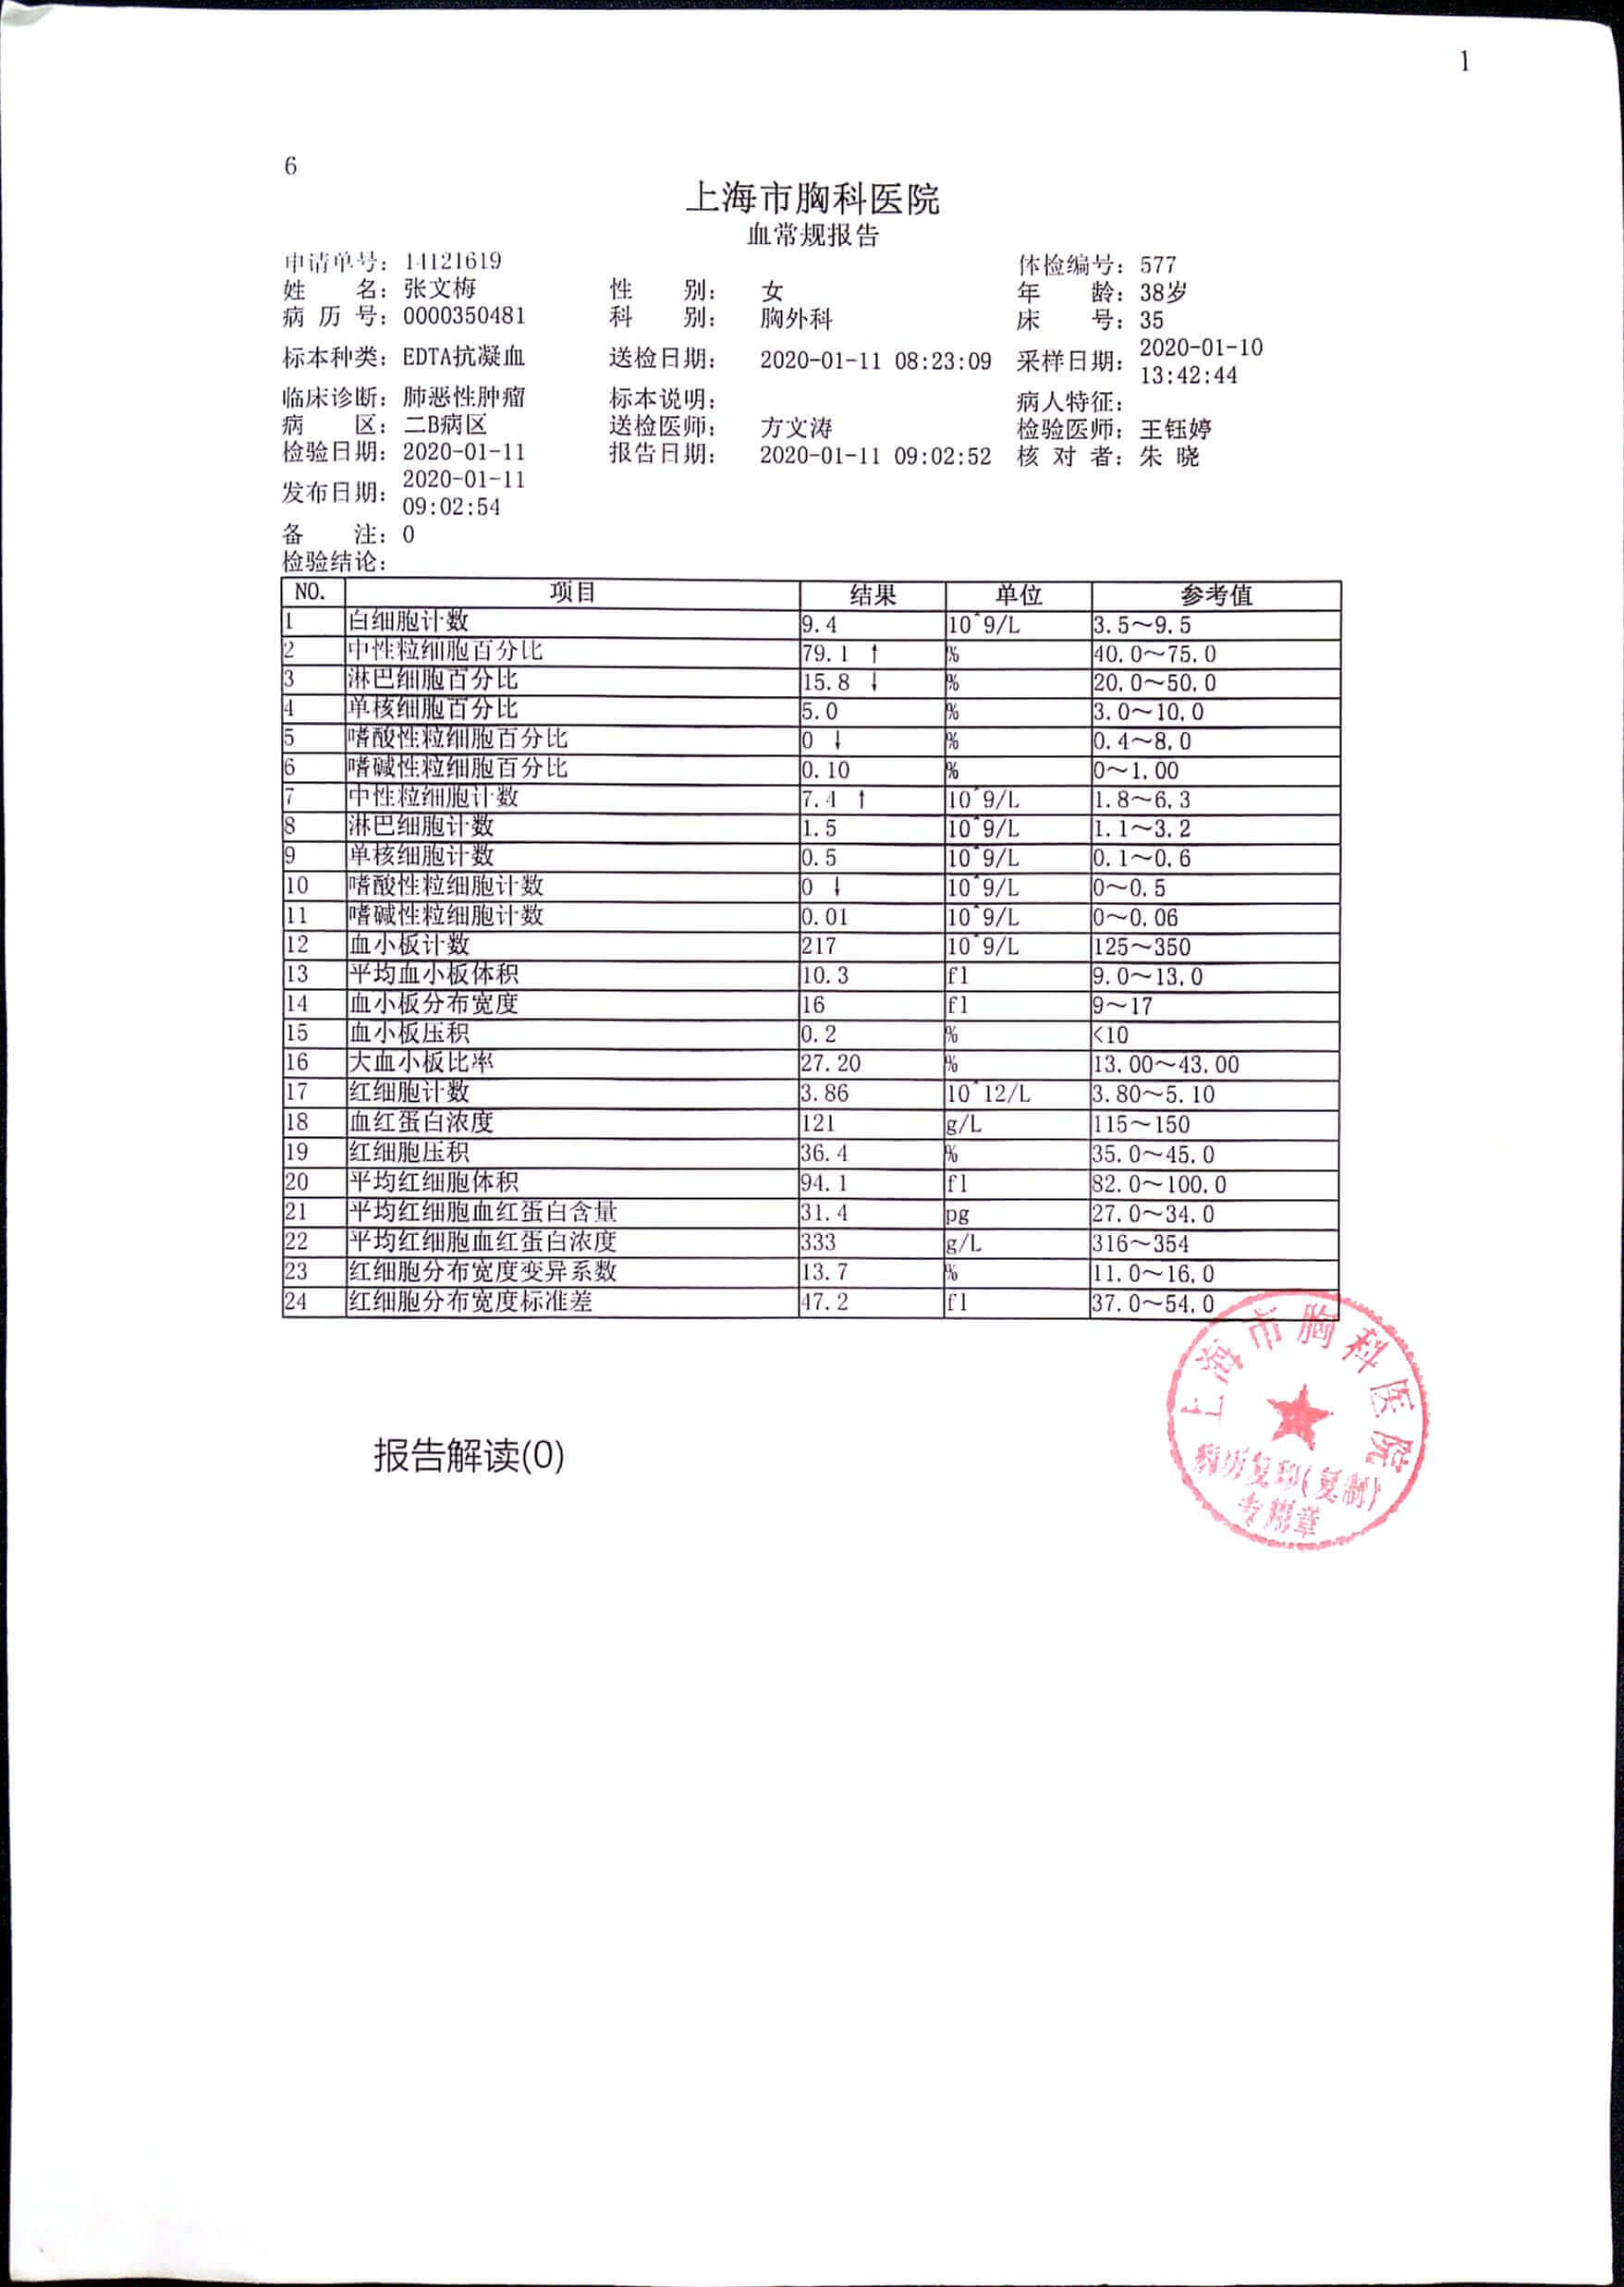 1
6
上海市胸科医院
血常规报告
申请单号: 14121619 体检编号: 577
姓 名: 张文梅 性 别: 女 年 龄: 38岁
病 历 号: 0000350481 科 别: 胸外科 床 号: 35
标本种类: EDTA抗凝血 送检日期: 2020-01-11 08:23:09 采样日期: 2020-01-10 13:42:44
临床诊断: 肺恶性肿瘤 标本说明: 病人特征:
病 区: 二B病区 送检医师: 方文涛 检验医师: 王钰婷
检验日期: 2020-01-11 报告日期: 2020-01-11 09:02:52 核 对 者: 朱 晓
发布日期: 2020-01-11 09:02:54
备 注: 0
检验结论:
NO. 项目 结果 单位 参考值
1 白细胞计数 9.4 10^9/L 3.5~9.5
2 中性粒细胞百分比 79.1 ↑ % 40.0~75.0
3 淋巴细胞百分比 15.8 ↓ % 20.0~50.0
4 单核细胞百分比 5.0 % 3.0~10.0
5 嗜酸性粒细胞百分比 0 ↓ % 0.4~8.0
6 嗜碱性粒细胞百分比 0.10 % 0~1.00
7 中性粒细胞计数 7.4 ↑ 10^9/L 1.8~6.3
8 淋巴细胞计数 1.5 10^9/L 1.1~3.2
9 单核细胞计数 0.5 10^9/L 0.1~0.6
10 嗜酸性粒细胞计数 0 ↓ 10^9/L 0~0.5
11 嗜碱性粒细胞计数 0.01 10^9/L 0~0.06
12 血小板计数 217 10^9/L 125~350
13 平均血小板体积 10.3 fl 9.0~13.0
14 血小板分布宽度 16 fl 9~17
15 血小板压积 0.2 % <10
16 大血小板比率 27.20 % 13.00~43.00
17 红细胞计数 3.86 10^12/L 3.80~5.10
18 血红蛋白浓度 121 g/L 115~150
19 红细胞压积 36.4 % 35.0~45.0
20 平均红细胞体积 94.1 fl 82.0~100.0
21 平均红细胞血红蛋白含量 31.4 pg 27.0~34.0
22 平均红细胞血红蛋白浓度 333 g/L 316~354
23 红细胞分布宽度变异系数 13.7 % 11.0~16.0
24 红细胞分布宽度标准差 47.2 fl 37.0~54.0
上海市胸科医院
病历复印(复制)
专用章
报告解读(0)